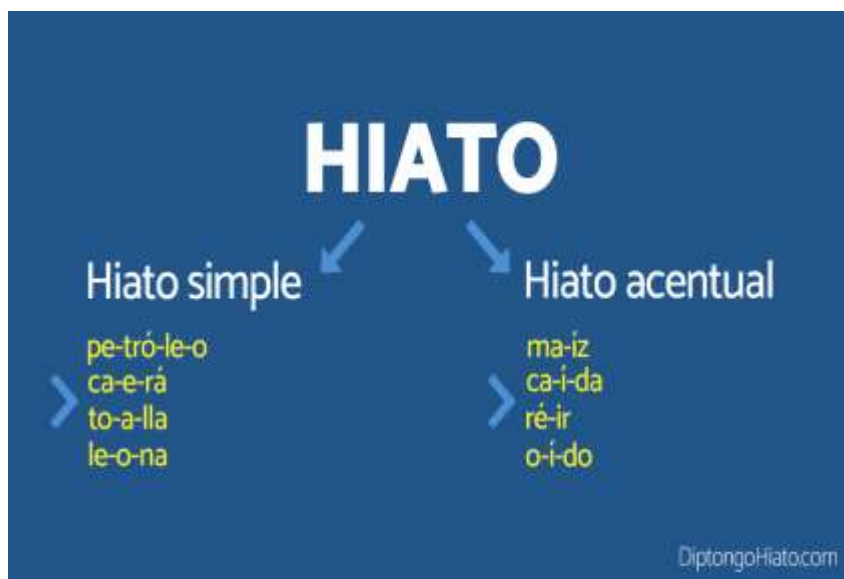 HIATO
Hiato simple
pe-tró-le-o
ca-e-rá
to-a-lla
le-o-na
Hiato acentual
ma-íz
ca-í-da
ré-ir
o-í-do
DiptongoHiato.com